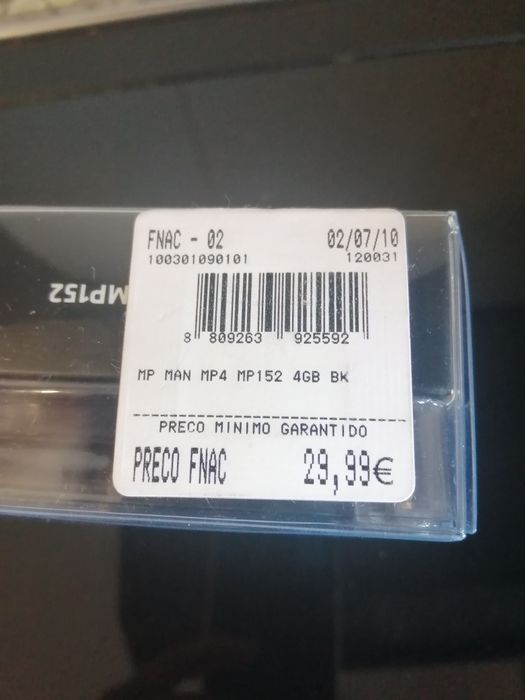 FNAC - 02 02/07/10
100301090101 120031
MP152
8 809263 925592
MP MAN MP4 MP152 4GB BK
PRECO MINIMO GARANTIDO
PRECO FNAC 29,99€